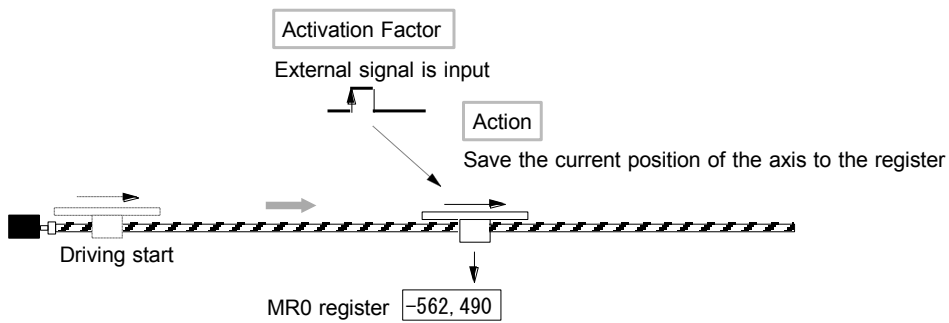 Activation Factor
External signal is input
Action
Save the current position of the axis to the register
Driving start
MR0 register -562,490